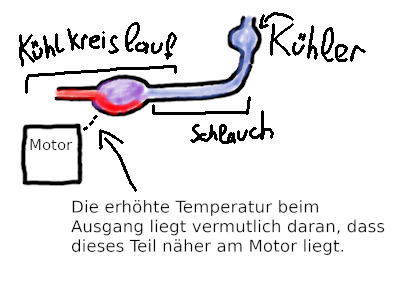 Kühlkreislauf
Kühler
Schlauch
Motor
Die erhöhte Temperatur beim
Ausgang liegt vermutlich daran, dass
dieses Teil näher am Motor liegt.